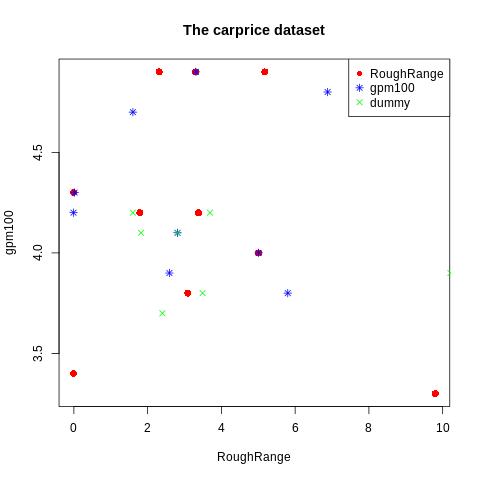 The carprice dataset
RoughRange
gpm100
dummy
gpm100
4.5
4.0
3.5
0 2 4 6 8 10
RoughRange